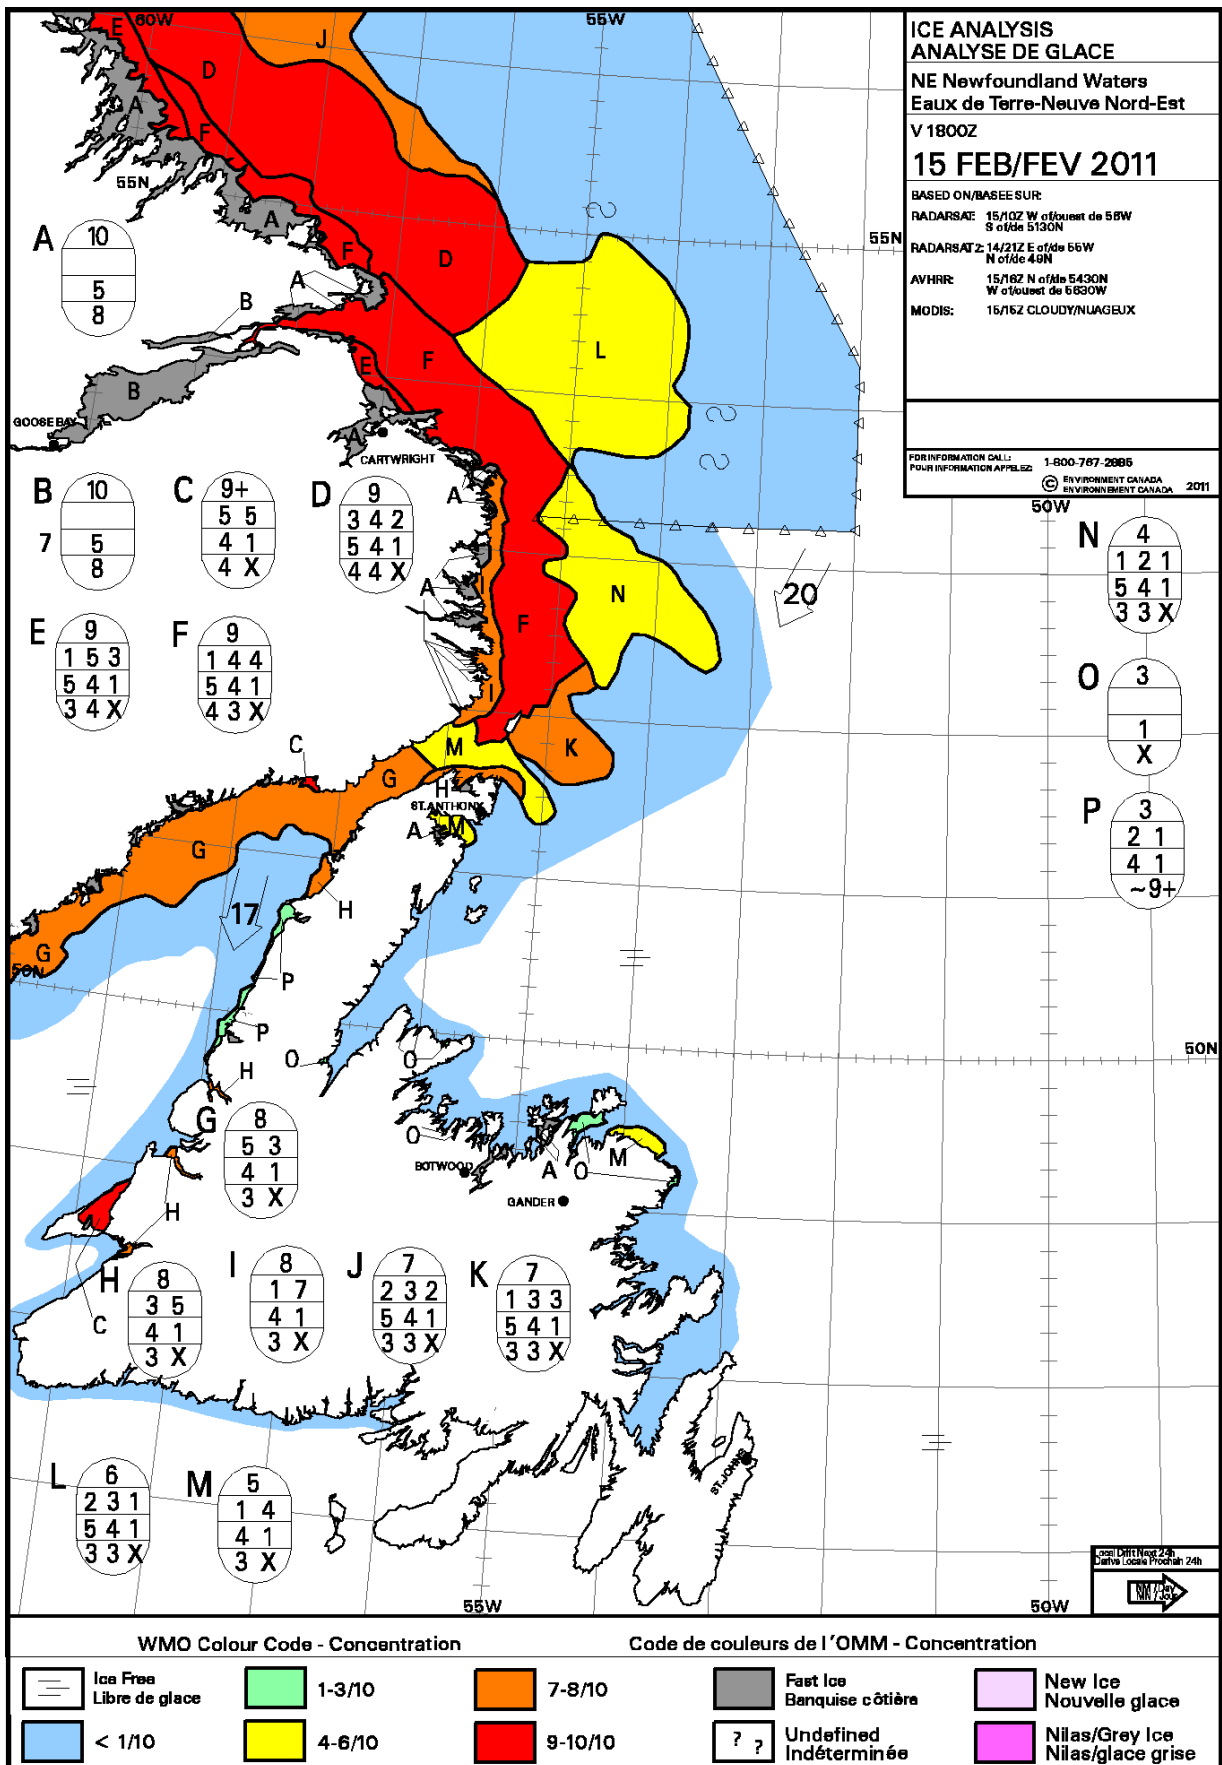 ICE ANALYSIS
ANALYSE DE GLACE
NE Newfoundland Waters
Eaux de Terre-Neuve Nord-Est
V 1800Z
15 FEB/FEV 2011
BASED ON/BASEE SUR:
RADARSAT: 15/10Z W of/ouest de 56W
S of/de 5130N
RADARSAT2: 14/21Z E of/de 56W
N of/de 49N
AVHRR: 15/16Z N of/de 5430N
W of/ouest de 5630W
MODIS: 15/15Z CLOUDY/NUAGEUX
FOR INFORMATION CALL:
POUR INFORMATION APPELEZ: 1-800-767-2885
© ENVIRONMENT CANADA
ENVIRONNEMENT CANADA 2011
60W
55W
55N
55N
50W
50N
50N
55W
50W
E
D
J
A
F
A
F
D
A
B
B
E
F
L
A
GOOSE BAY
CARTWRIGHT
A
A
I
F
N
20
I
C
G
M
K
H
ST. ANTHONY
A
M
G
17
H
G
P
P
O
O
H
O
BOTWOOD
A
O
M
GANDER
H
C
ST. JOHNS
A
10
5
8
B
10
7 5
8
C
9+
5 5
4 1
4 X
D
9
3 4 2
5 4 1
4 4 X
E
9
1 5 3
5 4 1
3 4 X
F
9
1 4 4
5 4 1
4 3 X
G
8
5 3
4 1
3 X
H
8
3 5
4 1
3 X
I
8
1 7
4 1
3 X
J
7
2 3 2
5 4 1
3 3 X
K
7
1 3 3
5 4 1
3 3 X
L
6
2 3 1
5 4 1
3 3 X
M
5
1 4
4 1
3 X
N
4
1 2 1
5 4 1
3 3 X
O
3
1
X
P
3
2 1
4 1
~9+
Local Drift Next 24h
Derive Locale Prochain 24h
NM / Day
MN / Jour
WMO Colour Code - Concentration
Code de couleurs de l'OMM - Concentration
Ice Free
Libre de glace
< 1/10
1-3/10
4-6/10
7-8/10
9-10/10
Fast Ice
Banquise côtière
? ?
Undefined
Indéterminée
New Ice
Nouvelle glace
Nilas/Grey Ice
Nilas/glace grise